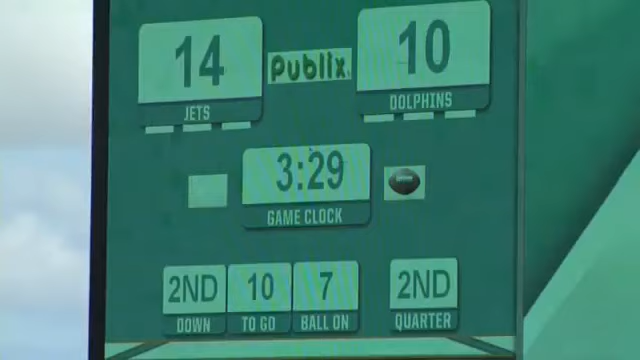 14 10
Publix.
JETS DOLPHINS
3:29
GAME CLOCK
2ND 10 7 2ND
DOWN TO GO BALL ON QUARTER